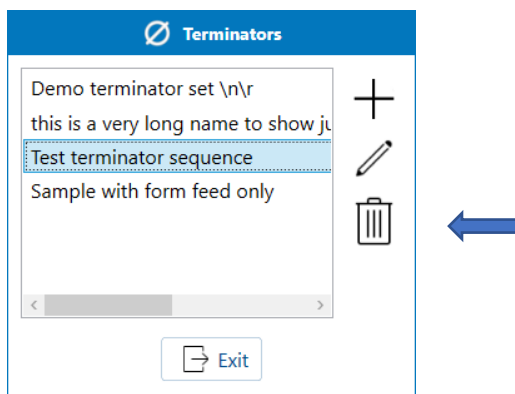 Terminators
Demo terminator set \n\r
this is a very long name to show ju
Test terminator sequence
Sample with form feed only
Exit